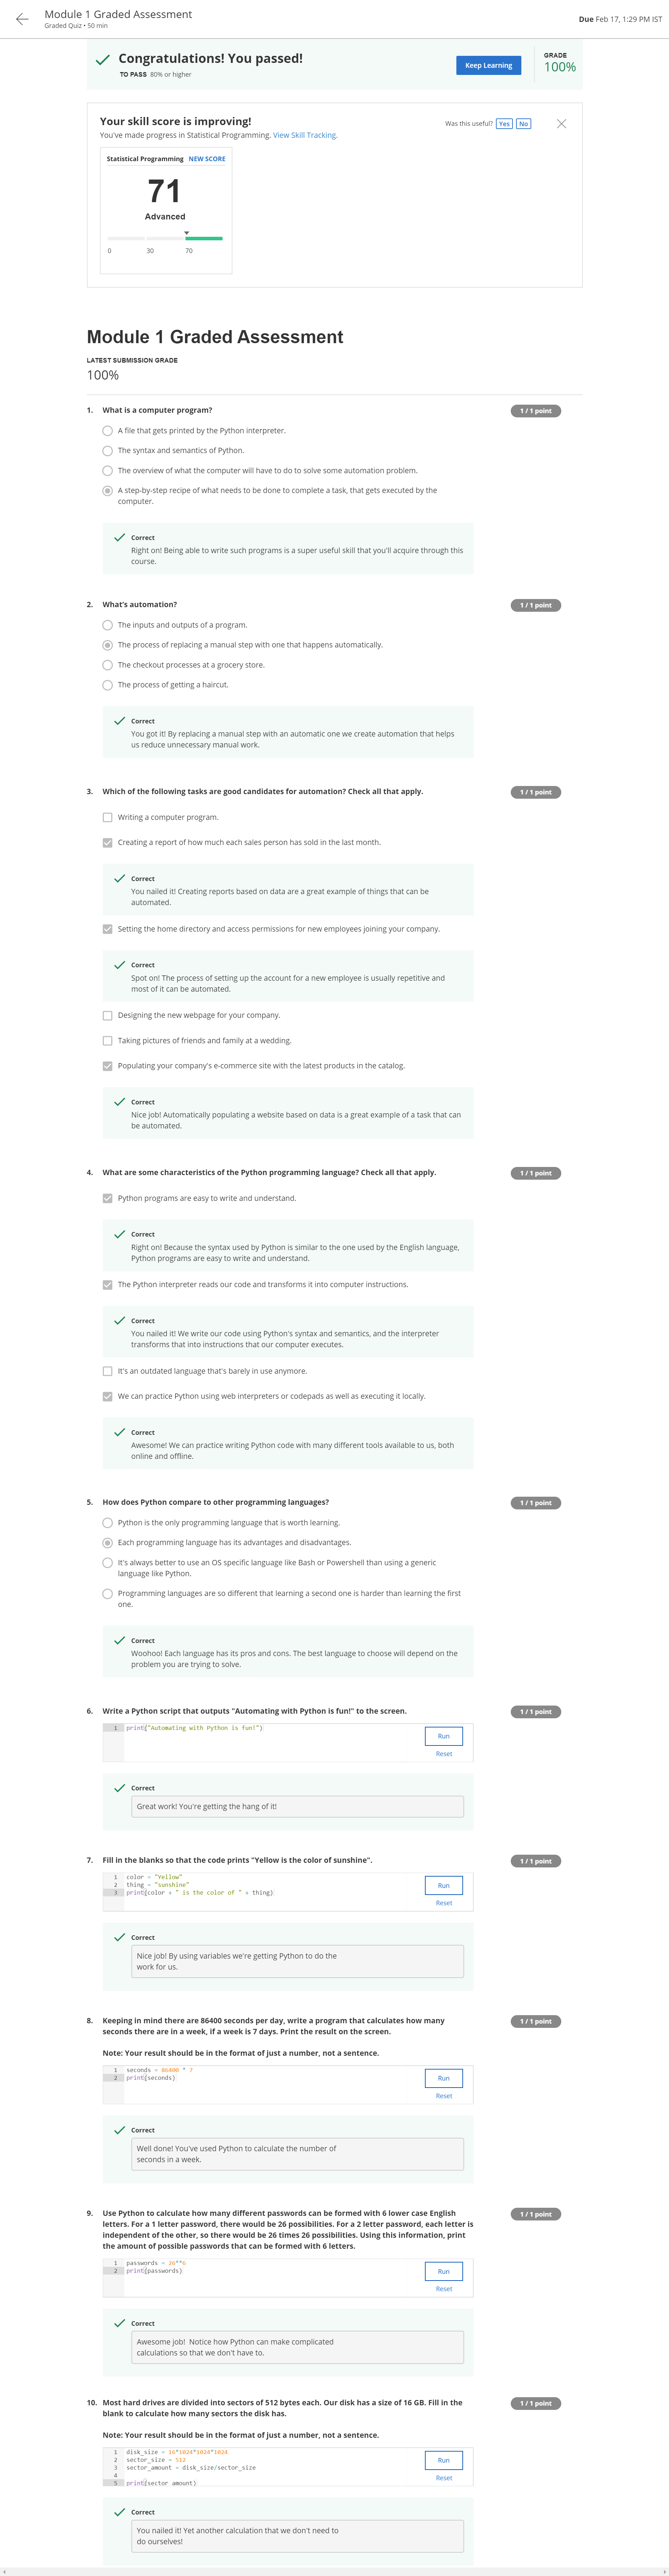 Module 1 Graded Assessment
Graded Quiz • 50 min
Due Feb 17, 1:29 PM IST
Congratulations! You passed!
TO PASS 80% or higher
Keep Learning
GRADE
100%
Your skill score is improving!
You've made progress in Statistical Programming. View Skill Tracking.
Was this useful? Yes No
Statistical Programming NEW SCORE
71
Advanced
0 30 70
Module 1 Graded Assessment
LATEST SUBMISSION GRADE
100%
1. What is a computer program?
1 / 1 point
A file that gets printed by the Python interpreter.
The syntax and semantics of Python.
The overview of what the computer will have to do to solve some automation problem.
A step-by-step recipe of what needs to be done to complete a task, that gets executed by the
computer.
Correct
Right on! Being able to write such programs is a super useful skill that you'll acquire through this
course.
2. What's automation?
1 / 1 point
The inputs and outputs of a program.
The process of replacing a manual step with one that happens automatically.
The checkout processes at a grocery store.
The process of getting a haircut.
Correct
You got it! By replacing a manual step with an automatic one we create automation that helps
us reduce unnecessary manual work.
3. Which of the following tasks are good candidates for automation? Check all that apply.
1 / 1 point
Writing a computer program.
Creating a report of how much each sales person has sold in the last month.
Correct
You nailed it! Creating reports based on data are a great example of things that can be
automated.
Setting the home directory and access permissions for new employees joining your company.
Correct
Spot on! The process of setting up the account for a new employee is usually repetitive and
most of it can be automated.
Designing the new webpage for your company.
Taking pictures of friends and family at a wedding.
Populating your company's e-commerce site with the latest products in the catalog.
Correct
Nice job! Automatically populating a website based on data is a great example of a task that can
be automated.
4. What are some characteristics of the Python programming language? Check all that apply.
1 / 1 point
Python programs are easy to write and understand.
Correct
Right on! Because the syntax used by Python is similar to the one used by the English language,
Python programs are easy to write and understand.
The Python interpreter reads our code and transforms it into computer instructions.
Correct
You nailed it! We write our code using Python's syntax and semantics, and the interpreter
transforms that into instructions that our computer executes.
It's an outdated language that's barely in use anymore.
We can practice Python using web interpreters or codepads as well as executing it locally.
Correct
Awesome! We can practice writing Python code with many different tools available to us, both
online and offline.
5. How does Python compare to other programming languages?
1 / 1 point
Python is the only programming language that is worth learning.
Each programming language has its advantages and disadvantages.
It's always better to use an OS specific language like Bash or Powershell than using a generic
language like Python.
Programming languages are so different that learning a second one is harder than learning the first
one.
Correct
Woohoo! Each language has its pros and cons. The best language to choose will depend on the
problem you are trying to solve.
6. Write a Python script that outputs "Automating with Python is fun!" to the screen.
1 / 1 point
1 print("Automating with Python is fun!")
Run
Reset
Correct
Great work! You're getting the hang of it!
7. Fill in the blanks so that the code prints "Yellow is the color of sunshine".
1 / 1 point
1 color = "Yellow"
2 thing = "sunshine"
3 print(color + " is the color of " + thing)
Run
Reset
Correct
Nice job! By using variables we're getting Python to do the
work for us.
8. Keeping in mind there are 86400 seconds per day, write a program that calculates how many
seconds there are in a week, if a week is 7 days. Print the result on the screen.
1 / 1 point
Note: Your result should be in the format of just a number, not a sentence.
1 seconds = 86400 * 7
2 print(seconds)
Run
Reset
Correct
Well done! You've used Python to calculate the number of
seconds in a week.
9. Use Python to calculate how many different passwords can be formed with 6 lower case English
letters. For a 1 letter password, there would be 26 possibilities. For a 2 letter password, each letter is
independent of the other, so there would be 26 times 26 possibilities. Using this information, print
the amount of possible passwords that can be formed with 6 letters.
1 / 1 point
1 passwords = 26**6
2 print(passwords)
Run
Reset
Correct
Awesome job!  Notice how Python can make complicated
calculations so that we don't have to.
10. Most hard drives are divided into sectors of 512 bytes each. Our disk has a size of 16 GB. Fill in the
blank to calculate how many sectors the disk has.
1 / 1 point
Note: Your result should be in the format of just a number, not a sentence.
1 disk_size = 16*1024*1024*1024
2 sector_size = 512
3 sector_amount = disk_size/sector_size
4
5 print(sector_amount)
Run
Reset
Correct
You nailed it! Yet another calculation that we don't need to
do ourselves!